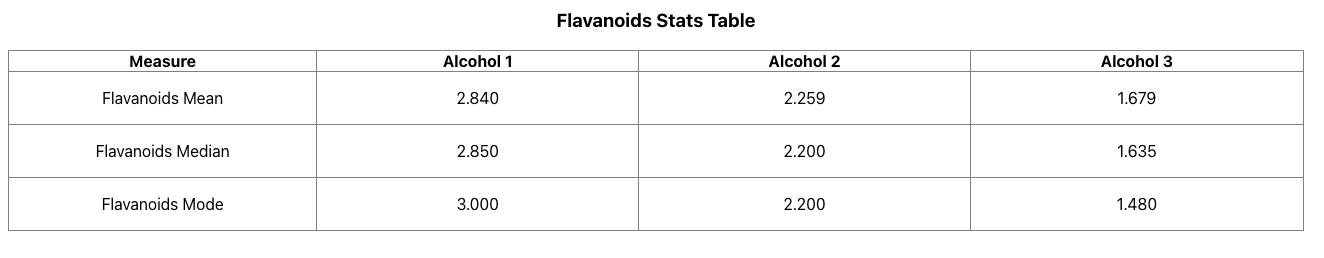 Flavanoids Stats Table
Measure Alcohol 1 Alcohol 2 Alcohol 3
Flavanoids Mean 2.840 2.259 1.679
Flavanoids Median 2.850 2.200 1.635
Flavanoids Mode 3.000 2.200 1.480